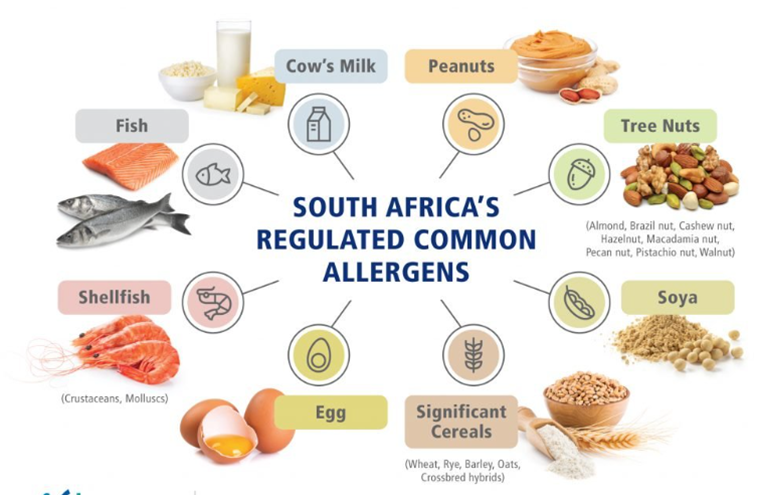 Cow's Milk
Peanuts
Fish
Tree Nuts
(Almond, Brazil nut, Cashew nut,
Hazelnut, Macadamia nut,
Pecan nut, Pistachio nut, Walnut)
SOUTH AFRICA'S
REGULATED COMMON
ALLERGENS
Shellfish
(Crustaceans, Molluscs)
Soya
Egg
Significant
Cereals
(Wheat, Rye, Barley, Oats,
Crossbred hybrids)